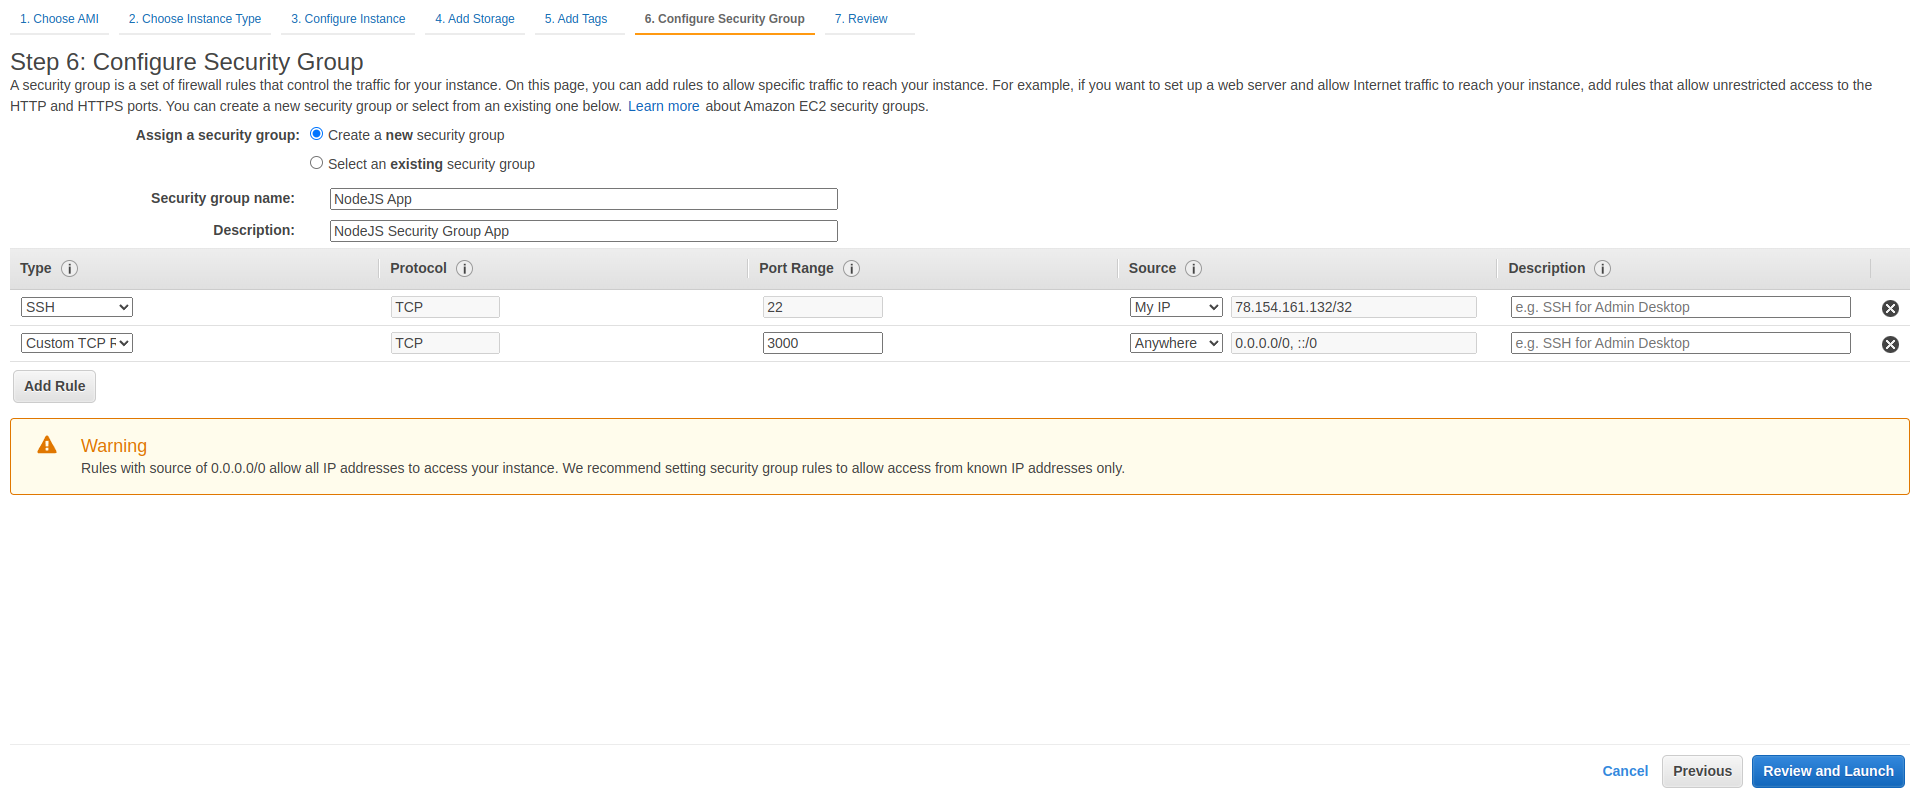 1. Choose AMI 2. Choose Instance Type 3. Configure Instance 4. Add Storage 5. Add Tags 6. Configure Security Group 7. Review
Step 6: Configure Security Group
A security group is a set of firewall rules that control the traffic for your instance. On this page, you can add rules to allow specific traffic to reach your instance. For example, if you want to set up a web server and allow Internet traffic to reach your instance, add rules that allow unrestricted access to the
HTTP and HTTPS ports. You can create a new security group or select from an existing one below. Learn more about Amazon EC2 security groups.
Assign a security group: Create a new security group
Select an existing security group
Security group name: NodeJS App
Description: NodeJS Security Group App
Type i Protocol i Port Range i Source i Description i
SSH TCP 22 My IP 78.154.161.132/32 e.g. SSH for Admin Desktop
Custom TCP F TCP 3000 Anywhere 0.0.0.0/0, ::/0 e.g. SSH for Admin Desktop
Add Rule
Warning
Rules with source of 0.0.0.0/0 allow all IP addresses to access your instance. We recommend setting security group rules to allow access from known IP addresses only.
Cancel Previous Review and Launch